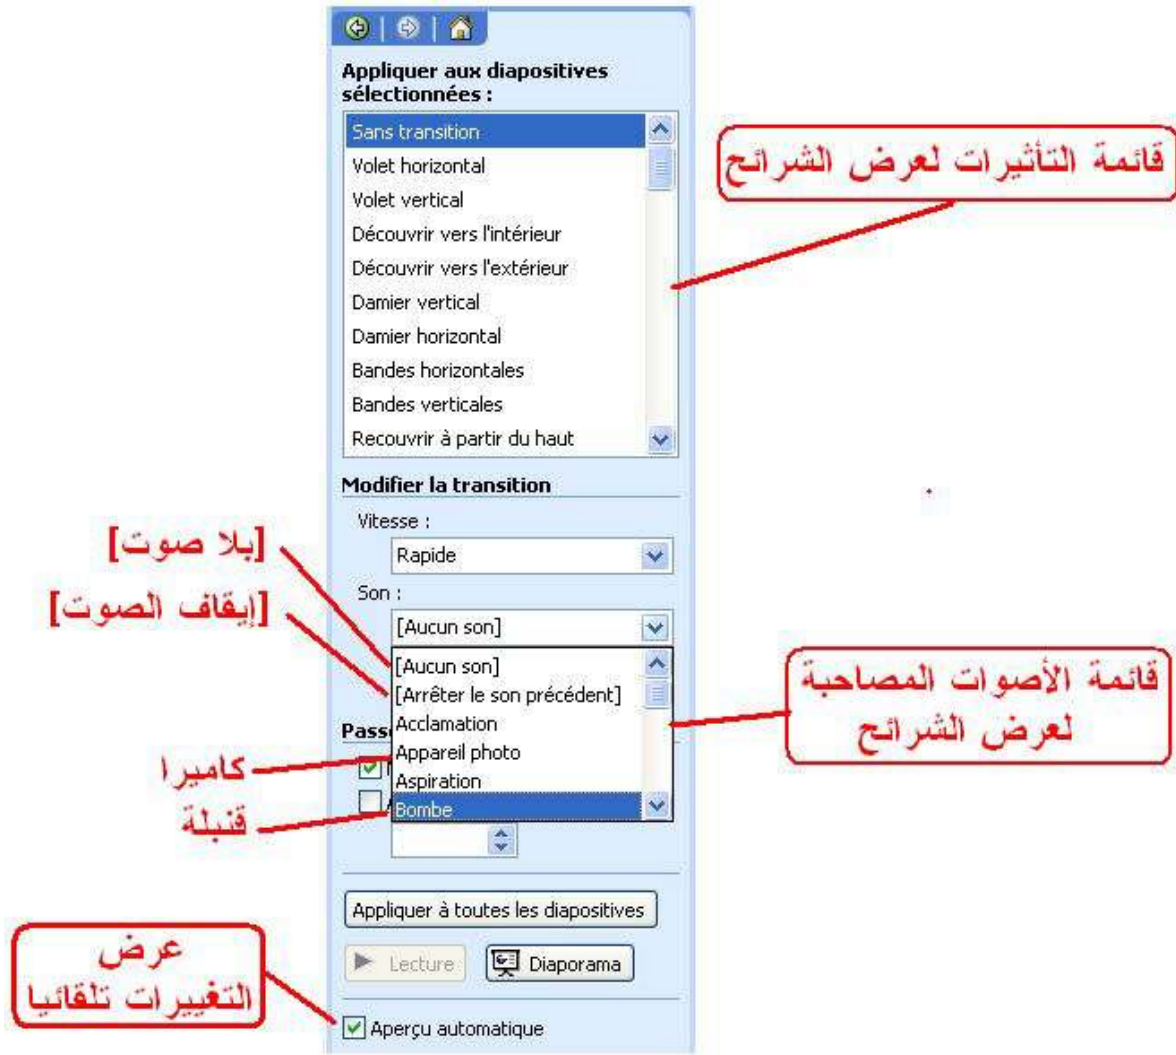 Appliquer aux diapositives
sélectionnées :
Sans transition
Volet horizontal
Volet vertical
Découvrir vers l'intérieur
Découvrir vers l'extérieur
Damier vertical
Damier horizontal
Bandes horizontales
Bandes verticales
Recouvrir à partir du haut
قائمة التأثيرات لعرض الشرائح
Modifier la transition
Vitesse :
Rapide
Son :
[Aucun son]
[Aucun son]
[Arrêter le son précédent]
Acclamation
Appareil photo
Aspiration
Bombe
[بلا صوت]
[إيقاف الصوت]
كاميرا
قنبلة
قائمة الأصوات المصاحبة
لعرض الشرائح
Appliquer à toutes les diapositives
Lecture
Diaporama
Aperçu automatique
عرض
التغييرات تلقائيا